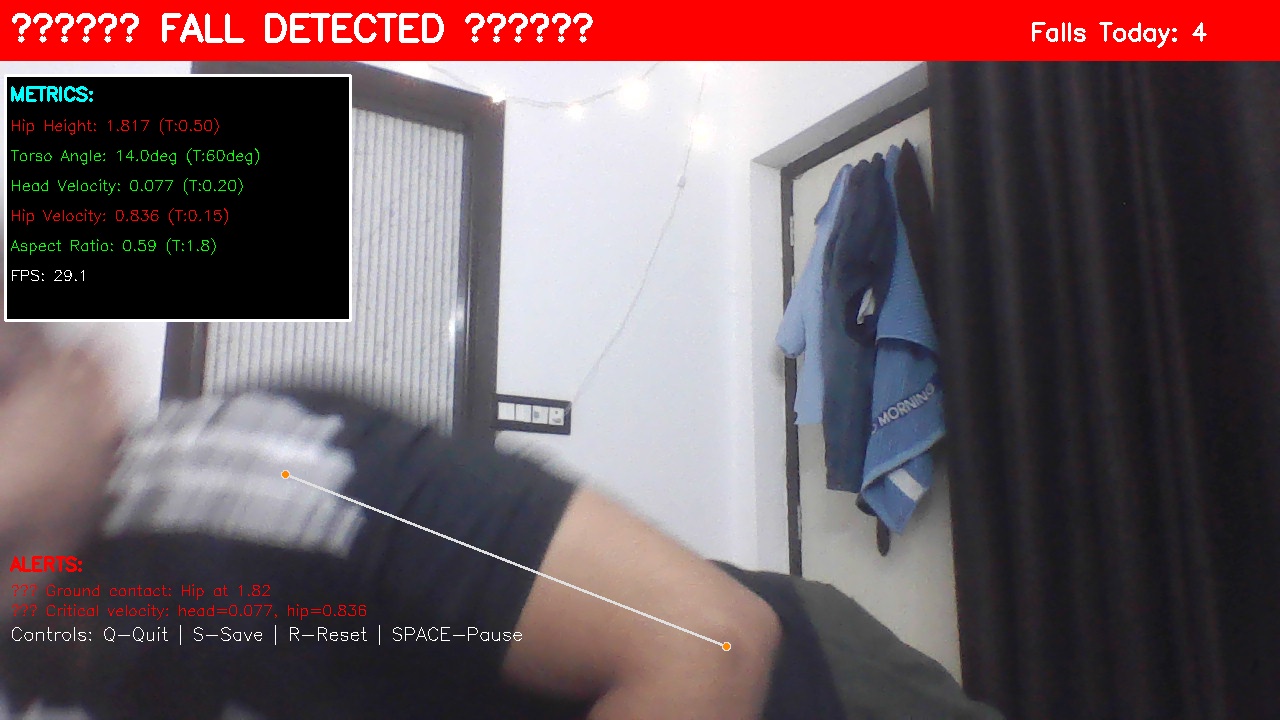 ?????? FALL DETECTED ??????
Falls Today: 4
METRICS:
Hip Height: 1.817 (T:0.50)
Torso Angle: 14.0deg (T:60deg)
Head Velocity: 0.077 (T:0.20)
Hip Velocity: 0.836 (T:0.15)
Aspect Ratio: 0.59 (T:1.8)
FPS: 29.1
MORNING
ALERTS:
??? Ground contact: Hip at 1.82
??? Critical velocity: head=0.077, hip=0.836
Controls: Q-Quit | S-Save | R-Reset | SPACE-Pause